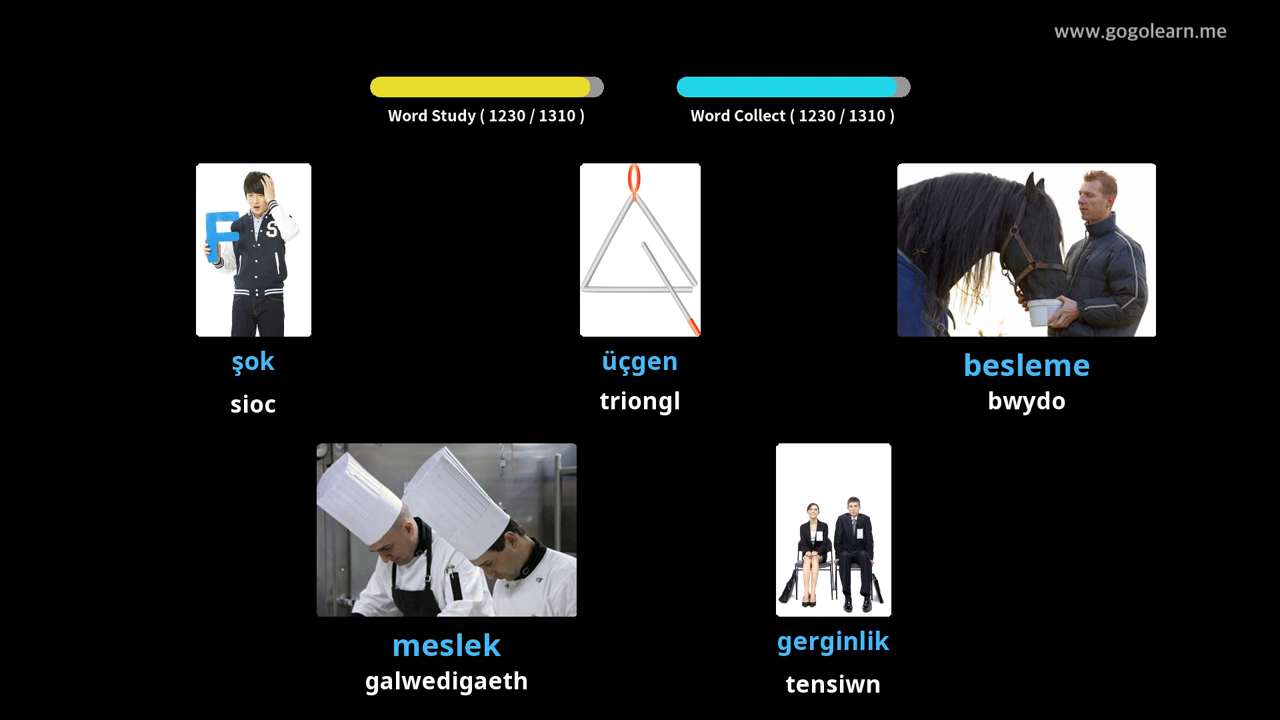 www.gogolearn.me
Word Study ( 1230 / 1310 )
Word Collect ( 1230 / 1310 )
F
S
şok
sioc
üçgen
triongl
besleme
bwydo
meslek
galwedigaeth
gerginlik
tensiwn